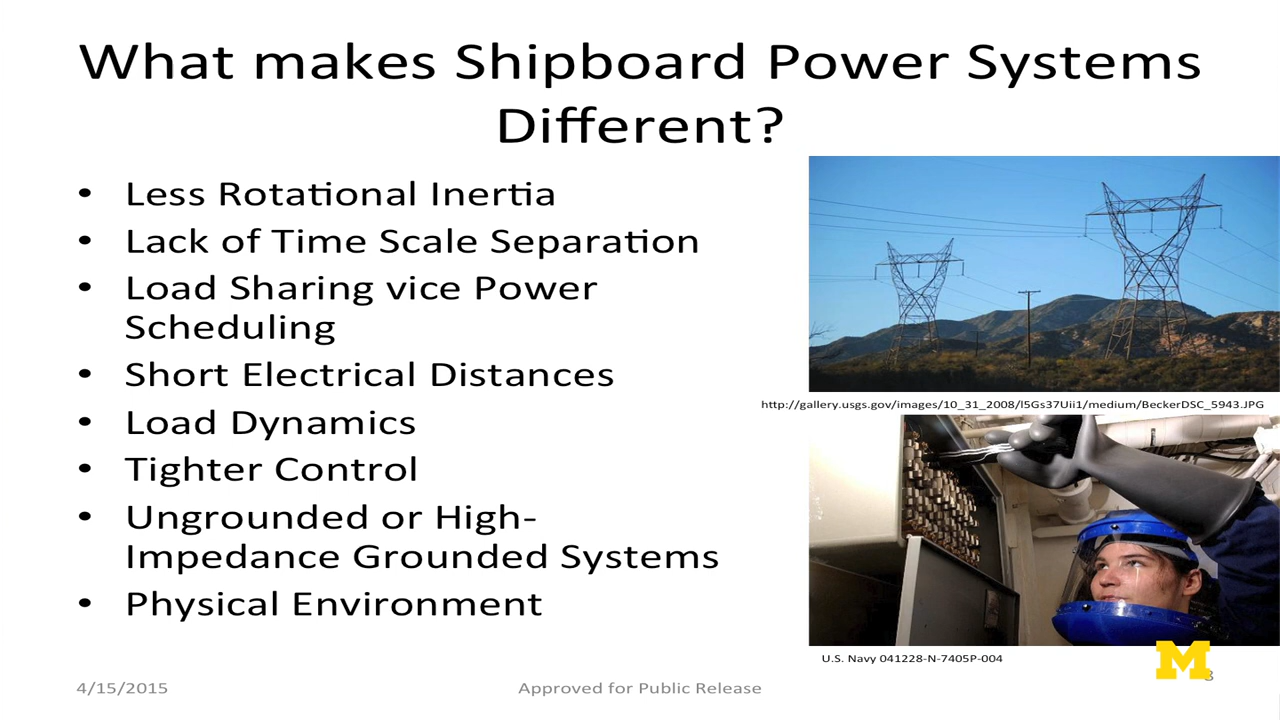 What makes Shipboard Power Systems
Different?
• Less Rotational Inertia
• Lack of Time Scale Separation
• Load Sharing vice Power
Scheduling
• Short Electrical Distances
• Load Dynamics
• Tighter Control
• Ungrounded or High-
Impedance Grounded Systems
• Physical Environment
http://gallery.usgs.gov/images/10_31_2008/l5Gs37Uii1/medium/BeckerDSC_5943.JPG
U.S. Navy 041228-N-7405P-004
M
4/15/2015
Approved for Public Release
3